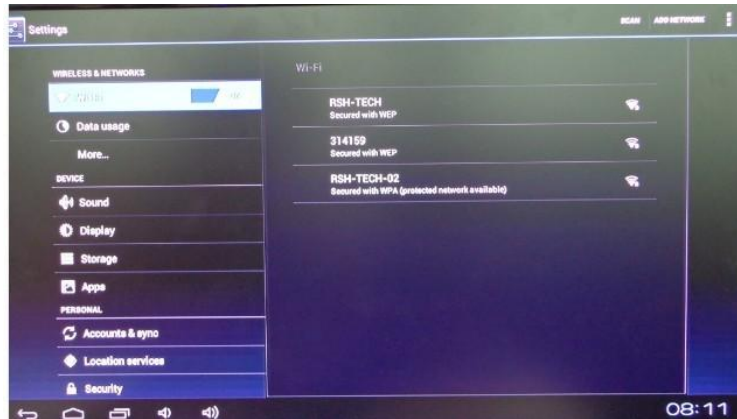 Settings
SCAN
ADD NETWORK
WIRELESS & NETWORKS
Wi-Fi
Data usage
More...
DEVICE
Sound
Display
Storage
Apps
PERSONAL
Accounts & sync
Location services
Security
Wi-Fi
RSH-TECH
Secured with WEP
314159
Secured with WEP
RSH-TECH-02
Secured with WPA (protected network available)
08:11